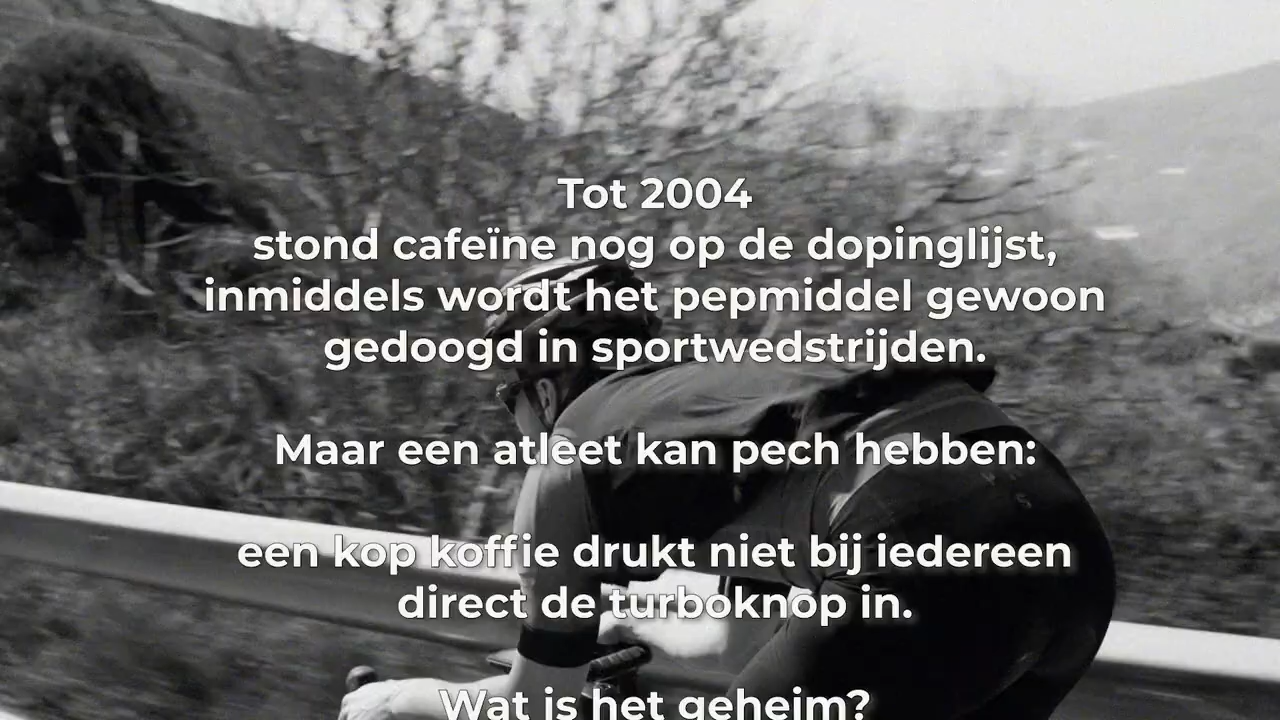 Tot 2004
stond cafeïne nog op de dopinglijst,
inmiddels wordt het pepmiddel gewoon
gedoogd in sportwedstrijden.
Maar een atleet kan pech hebben:
een kop koffie drukt niet bij iedereen
direct de turboknop in.
Wat is het geheim?